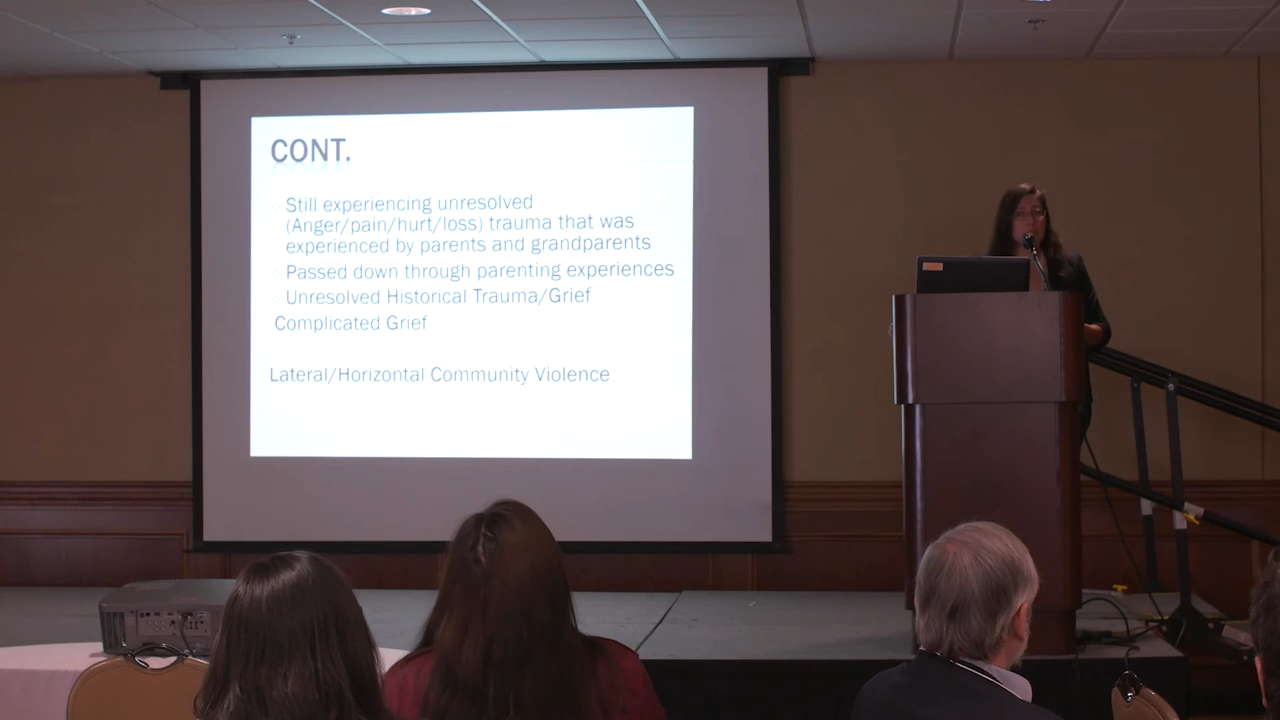 CONT.
Still experiencing unresolved
(Anger/pain/hurt/loss) trauma that was
experienced by parents and grandparents
Passed down through parenting experiences
Unresolved Historical Trauma/Grief
Complicated Grief
Lateral/Horizontal Community Violence